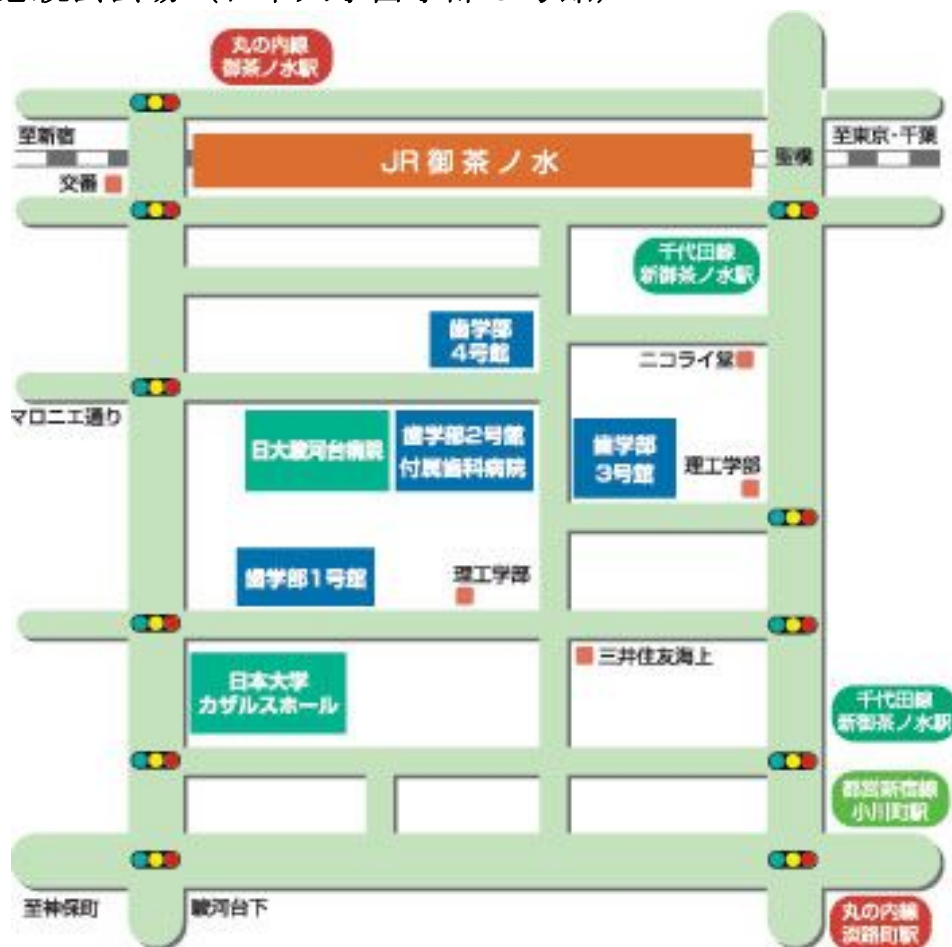 丸の内線
御茶ノ水駅
至新宿
JR御茶ノ水
聖橋
至東京・千葉
交番
千代田線
新御茶ノ水駅
歯学部
4号館
ニコライ堂
マロニエ通り
日大駿河台病院
歯学部2号館
付属歯科病院
歯学部
3号館
理工学部
歯学部1号館
理工学部
三井住友海上
日本大学
カザルスホール
千代田線
新御茶ノ水駅
都営新宿線
小川町駅
至神保町
駿河台下
丸の内線
淡路町駅